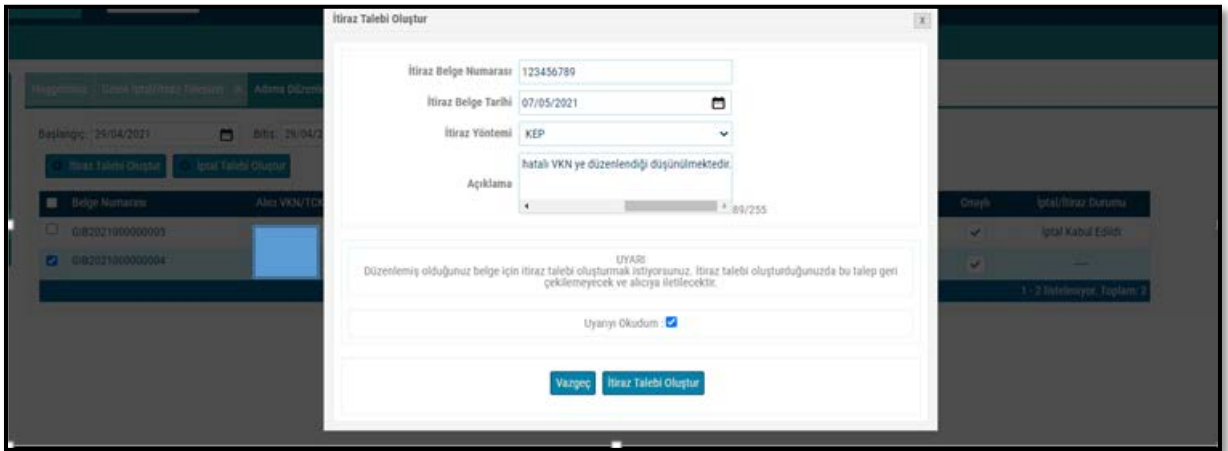 İtiraz Talebi Oluştur
x
İtiraz Belge Numarası 123456789
İtiraz Belge Tarihi 07/05/2021
İtiraz Yöntemi KEP
Açıklama hatalı VKN ye düzenlendiği düşünülmektedir.
89/255
UYARI
Düzenlemiş olduğunuz belge için itiraz talebi oluşturmak istiyorsunuz. İtiraz talebi oluşturduğunuzda bu talep geri
çekilemeyecek ve alıcıya iletilecektir.
Uyarıyı Okudum :
Vazgeç İtiraz Talebi Oluştur
Adıma Düzenle
Başlangıç: 29/04/2021 Bitiş: 29/04/2
İtiraz Talebi Oluştur İptal Talebi Oluştur
Belge Numarası Alıcı VKN/TCK Onaylı İptal/İtiraz Durumu
GIB2021000000005 İptal Kabul Edildi
GIB2021000000004 ----
1 - 2 listeleniyor. Toplam: 2